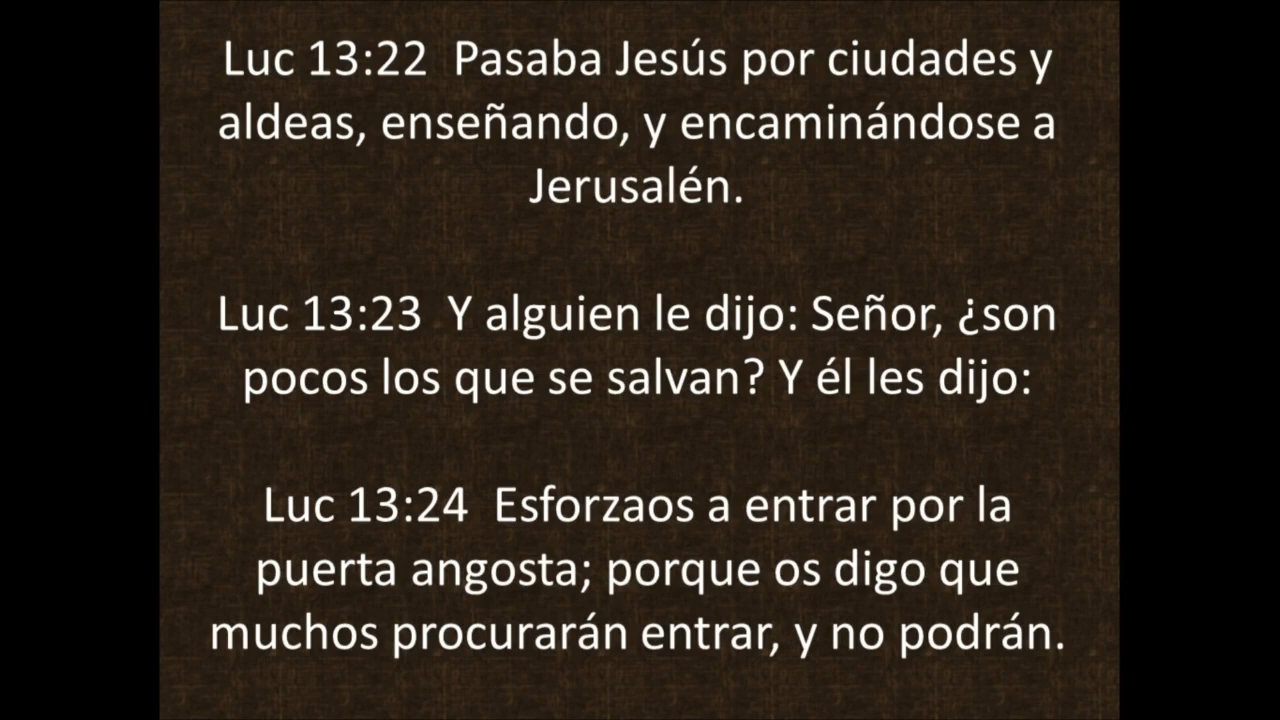 Luc 13:22  Pasaba Jesús por ciudades y
aldeas, enseñando, y encaminándose a
Jerusalén.
Luc 13:23  Y alguien le dijo: Señor, ¿son
pocos los que se salvan? Y él les dijo:
Luc 13:24  Esforzaos a entrar por la
puerta angosta; porque os digo que
muchos procurarán entrar, y no podrán.